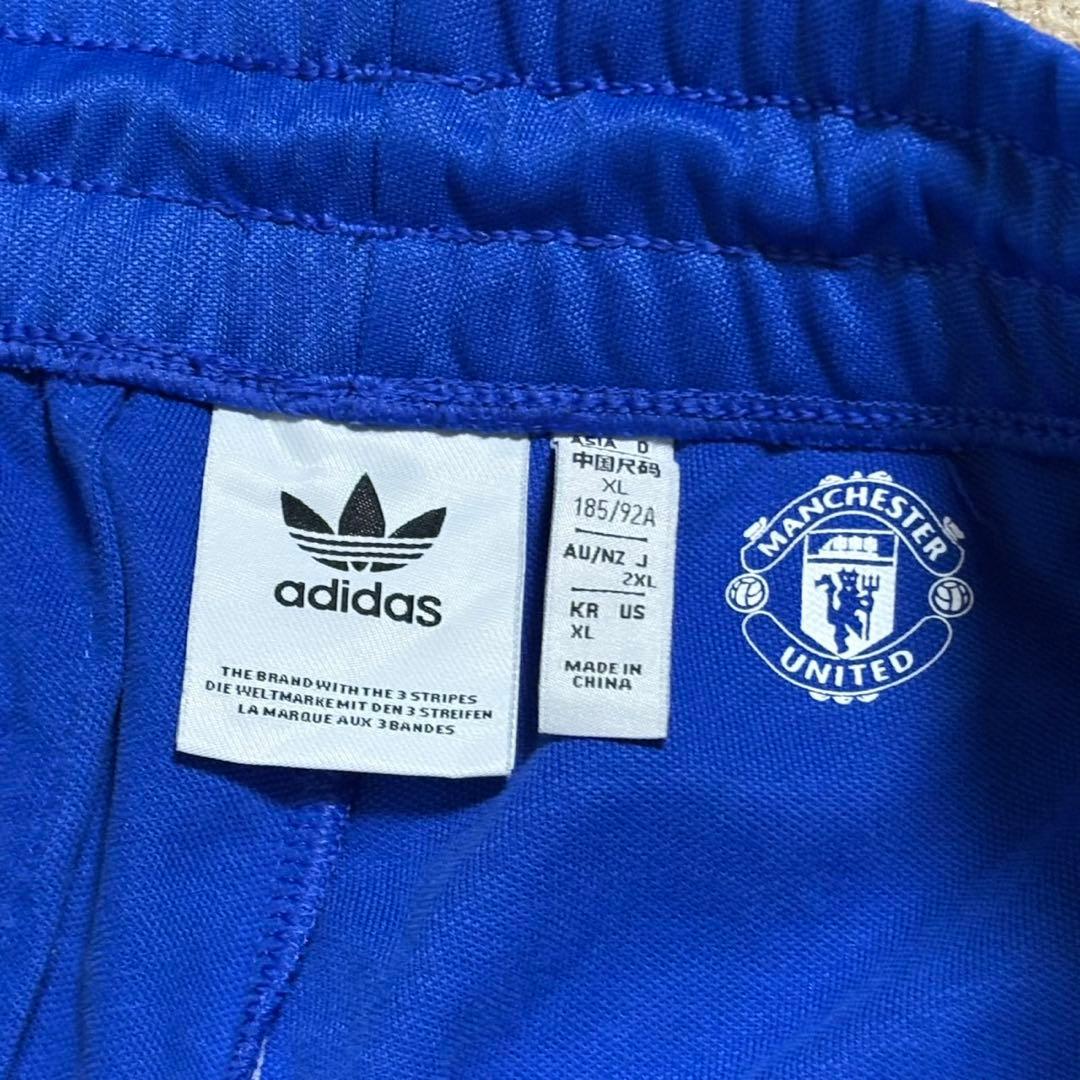 adidas
THE BRAND WITH THE 3 STRIPES
DIE WELTMARKE MIT DEN 3 STREIFEN
LA MARQUE AUX 3 BANDES
ASIA D
中国尺码
XL
185/92A
AU/NZ J
2XL
KR US
XL
MADE IN
CHINA
MANCHESTER
UNITED